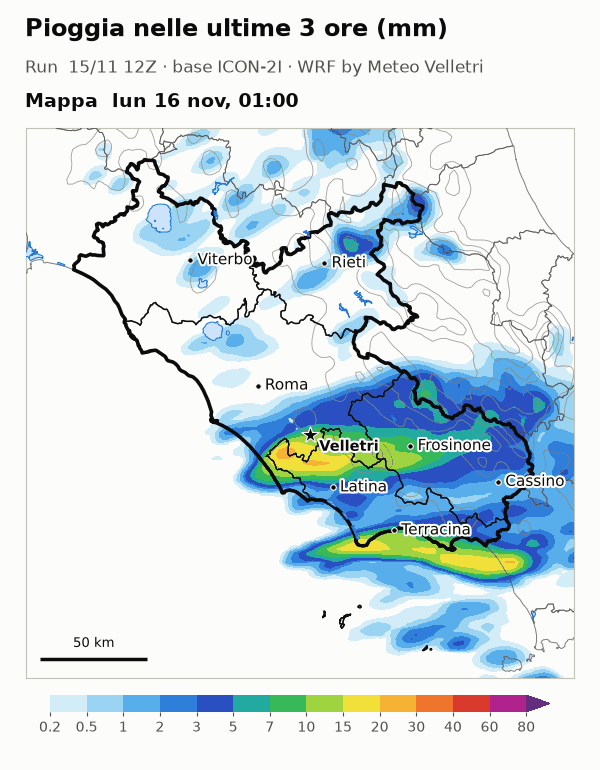 Pioggia nelle ultime 3 ore (mm)
Run  15/11 12Z · base ICON-2I · WRF by Meteo Velletri
Mappa  lun 16 nov, 01:00
Viterbo
Rieti
Roma
Velletri
Frosinone
Latina
Cassino
Terracina
50 km
0.2 0.5 1 2 3 5 7 10 15 20 30 40 60 80